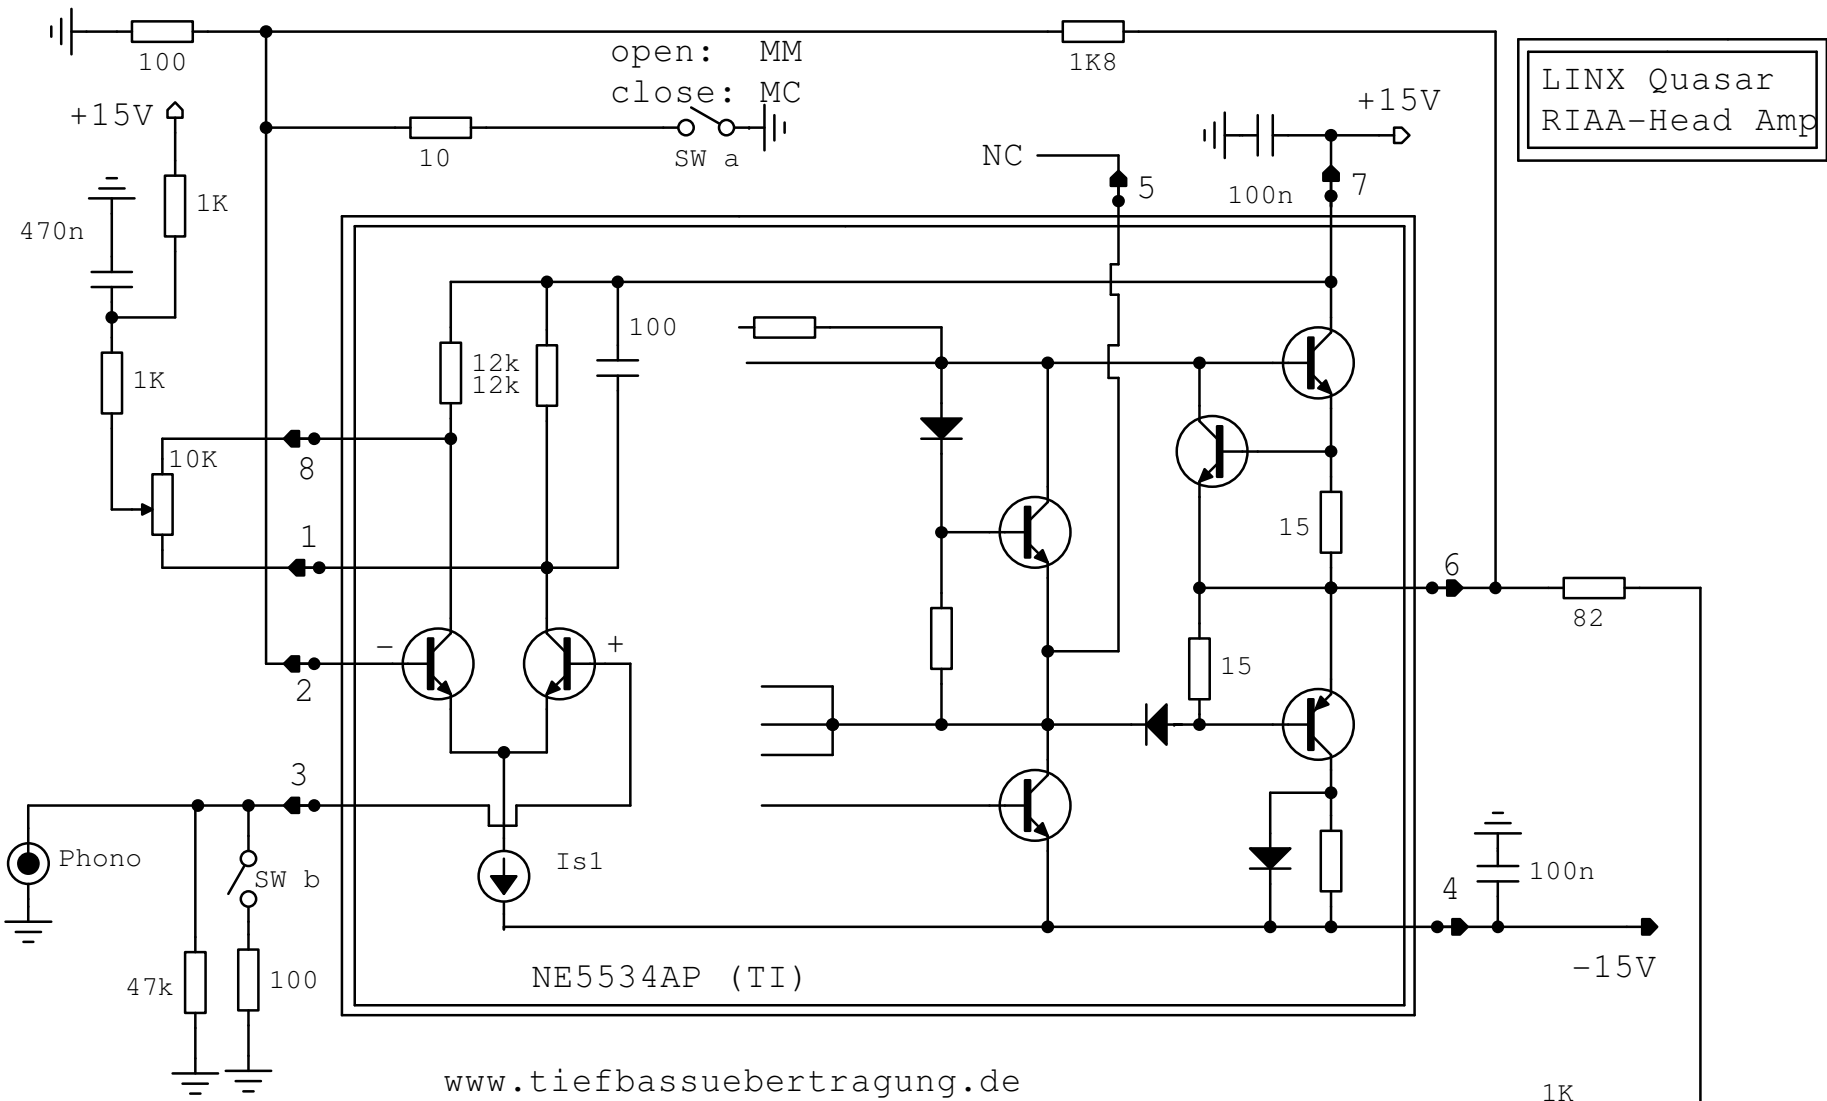 100
open: MM
close: MC
1K8
LINX Quasar
RIAA-Head Amp
+15V
10
SW a
NC
5
+15V
100n
7
1K
470n
100
12k
12k
1K
10K
8
1
15
6
82
-
+
2
15
3
Phono
SW b
Is1
4
100n
-15V
47k
100
NE5534AP (TI)
www.tiefbassuebertragung.de
1K